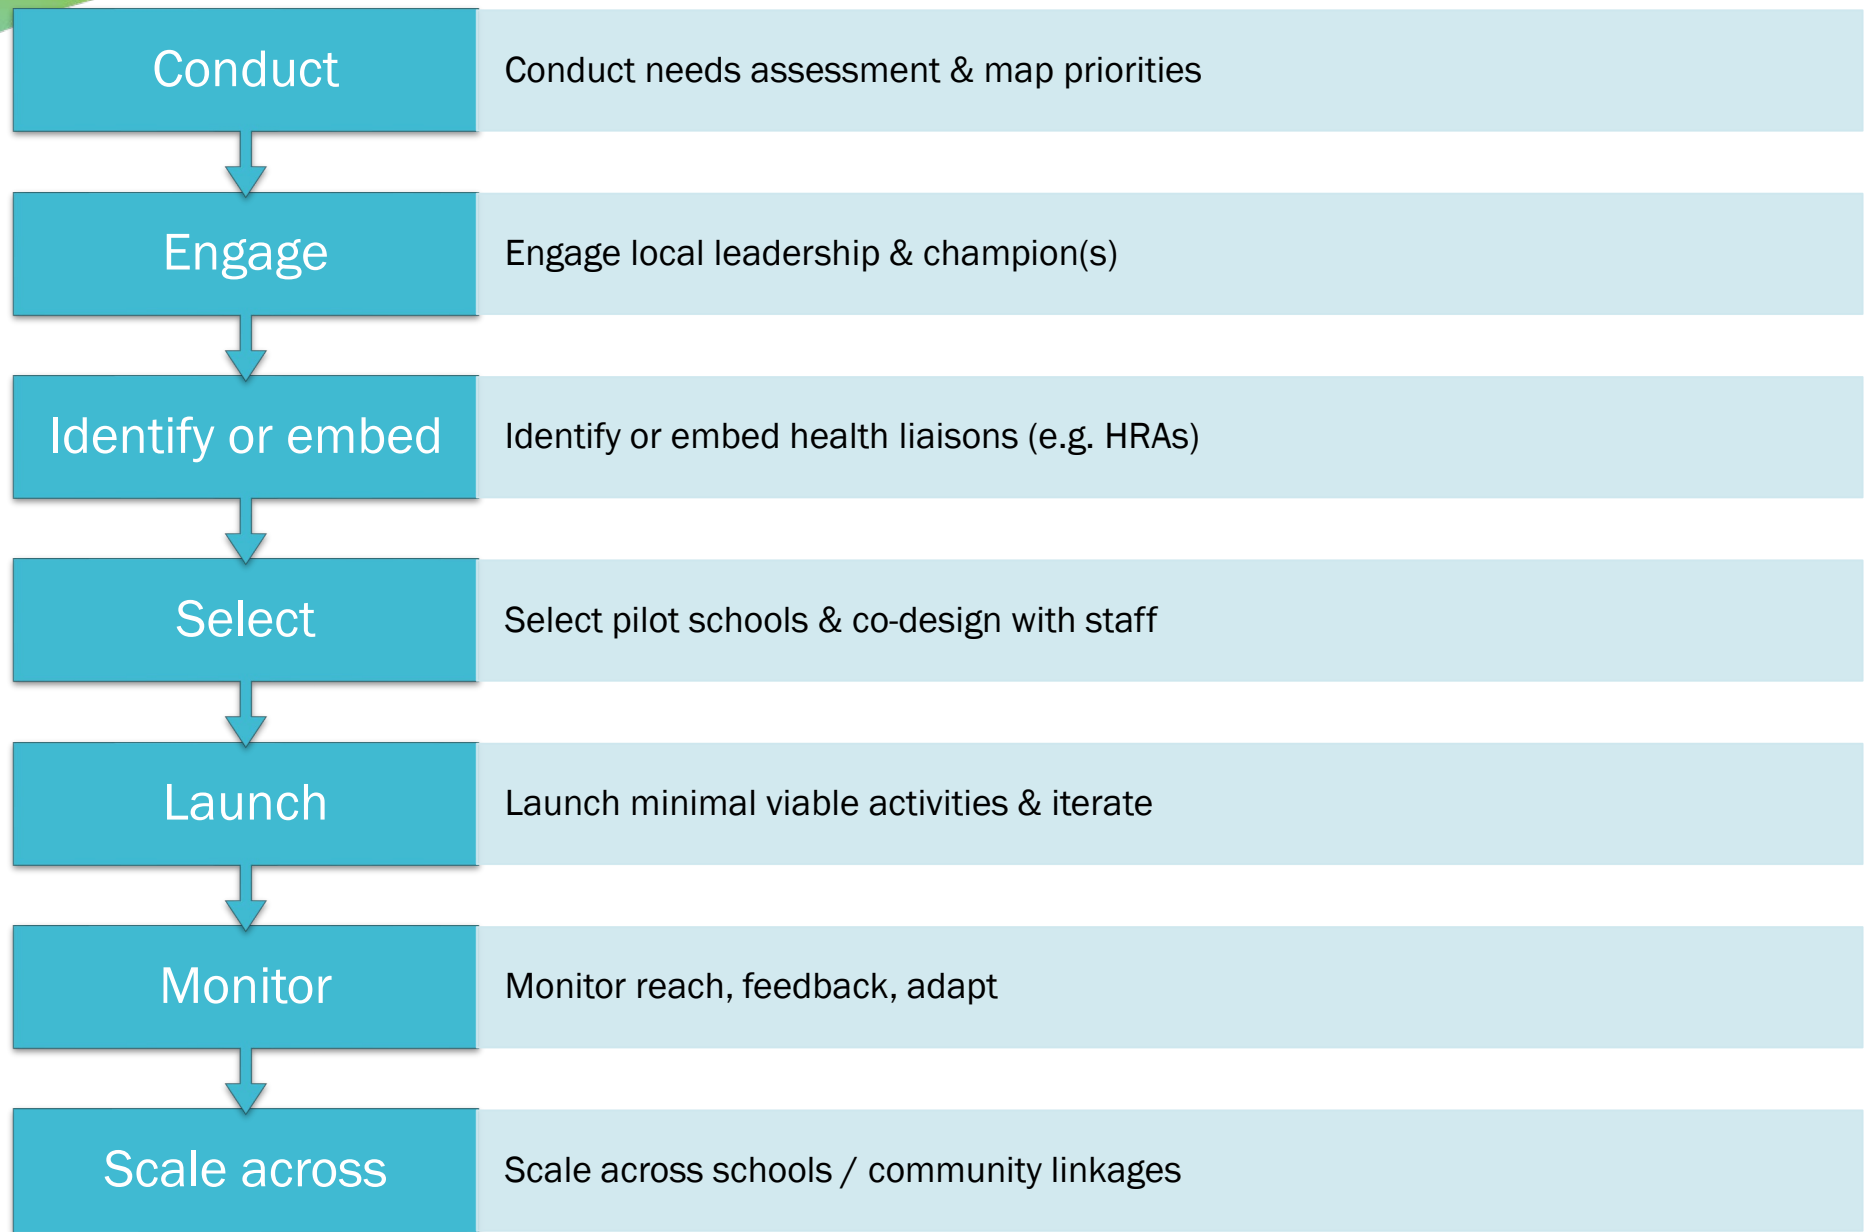 Conduct
Conduct needs assessment & map priorities
Engage
Engage local leadership & champion(s)
Identify or embed
Identify or embed health liaisons (e.g. HRAs)
Select
Select pilot schools & co-design with staff
Launch
Launch minimal viable activities & iterate
Monitor
Monitor reach, feedback, adapt
Scale across
Scale across schools / community linkages